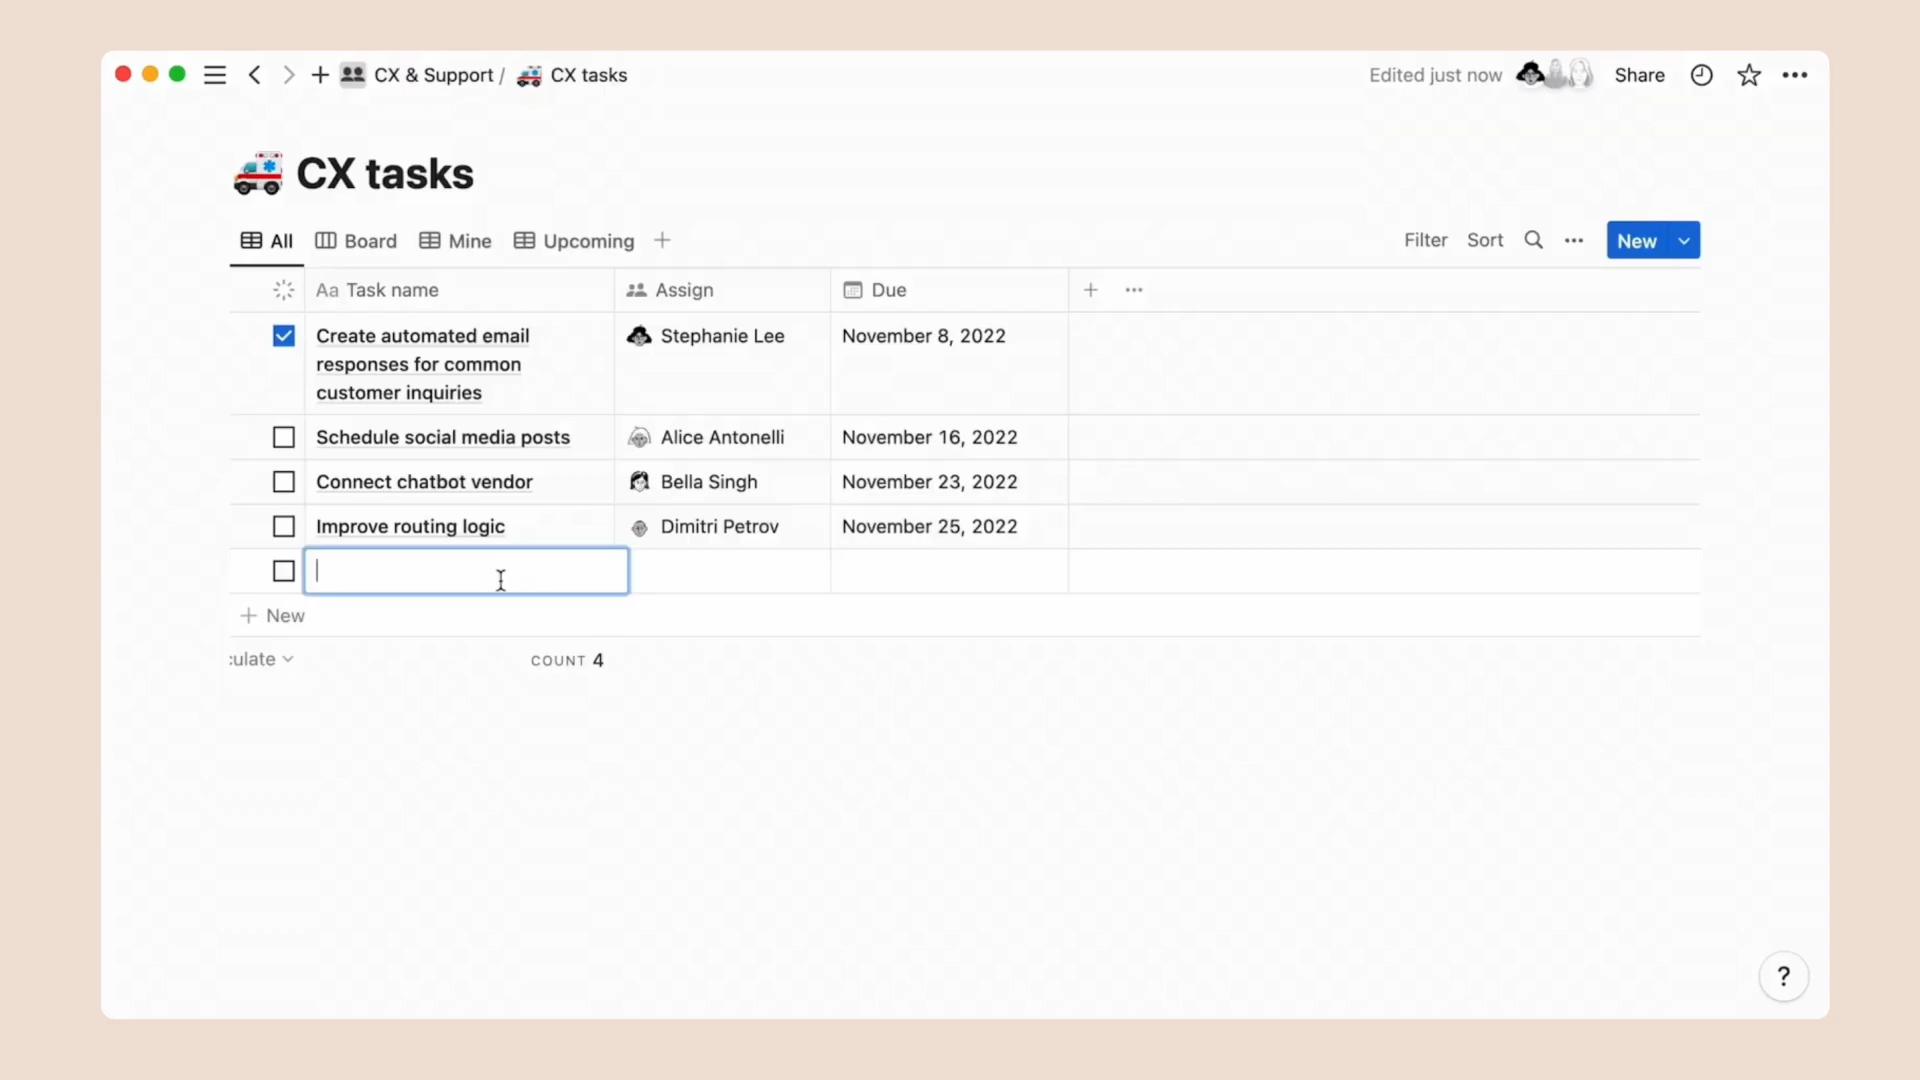 CX & Support / CX tasks
Edited just now Share
CX tasks
All Board Mine Upcoming
Filter Sort New
Aa Task name Assign Due
Create automated email
responses for common
customer inquiries
Stephanie Lee November 8, 2022
Schedule social media posts Alice Antonelli November 16, 2022
Connect chatbot vendor Bella Singh November 23, 2022
Improve routing logic Dimitri Petrov November 25, 2022
+ New
culate COUNT 4
?